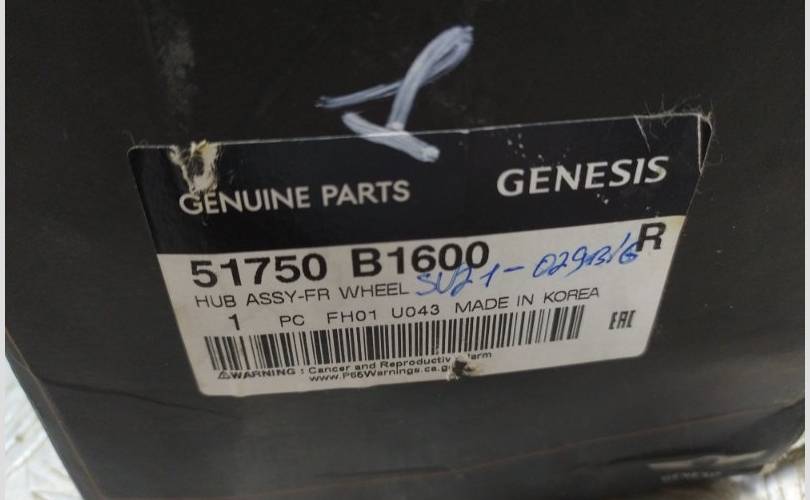 GENUINE PARTS GENESIS
51750 B1600 R
HUB ASSY-FR WHEEL
1 PC FH01 U043 MADE IN KOREA
EAC
⚠WARNING : Cancer and Reproductive Harm
www.P65Warnings.ca.gov
GENESIS